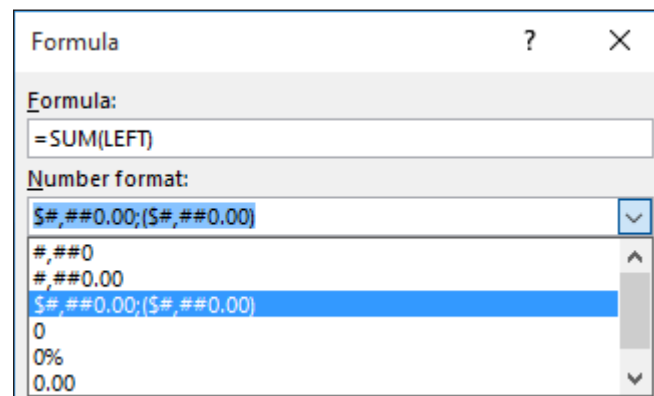 Formula ? ×
Formula:
=SUM(LEFT)
Number format:
$#,##0.00;($#,##0.00)
#,##0
#,##0.00
$#,##0.00;($#,##0.00)
0
0%
0.00